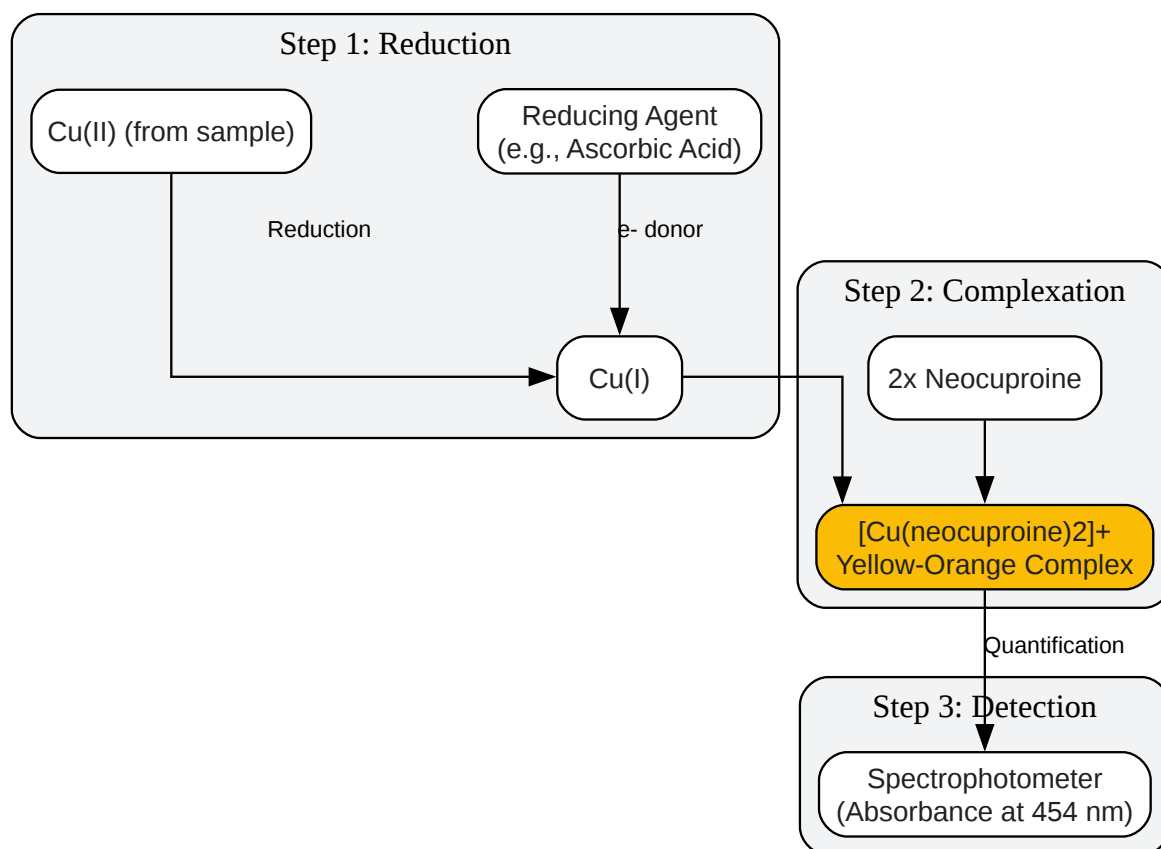 Step 1: Reduction
Cu(II) (from sample)
Reducing Agent
(e.g., Ascorbic Acid)
Reduction
e- donor
Cu(I)
Step 2: Complexation
2x Neocuproine
[Cu(neocuproine)2]+
Yellow-Orange Complex
Quantification
Step 3: Detection
Spectrophotometer
(Absorbance at 454 nm)